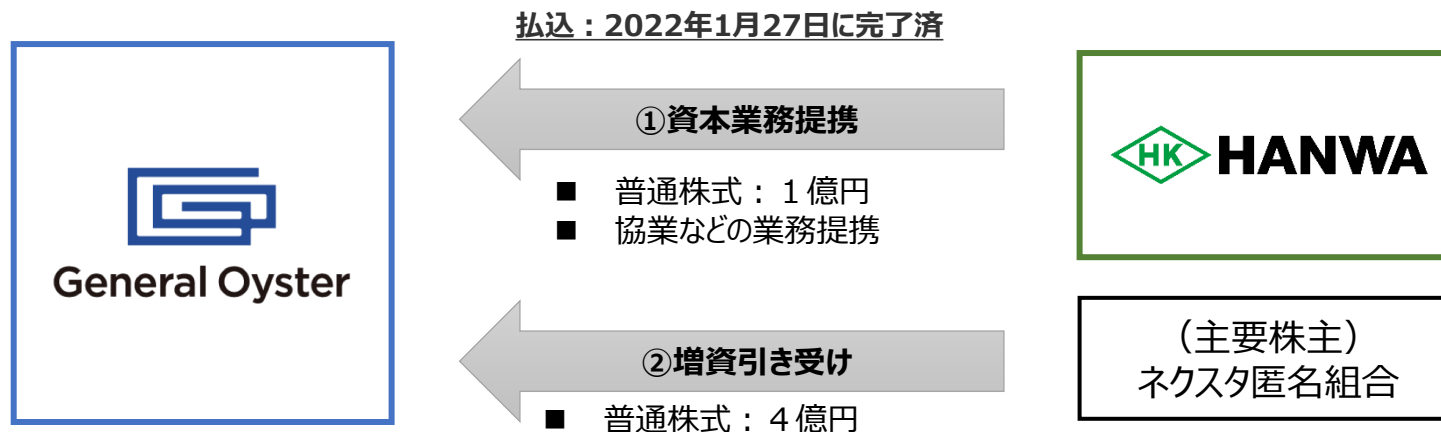 払込：2022年1月27日に完了済
①資本業務提携
■ 普通株式：１億円
■ 協業などの業務提携
General Oyster
HK HANWA
②増資引き受け
■ 普通株式：４億円
（主要株主）
ネクスタ匿名組合